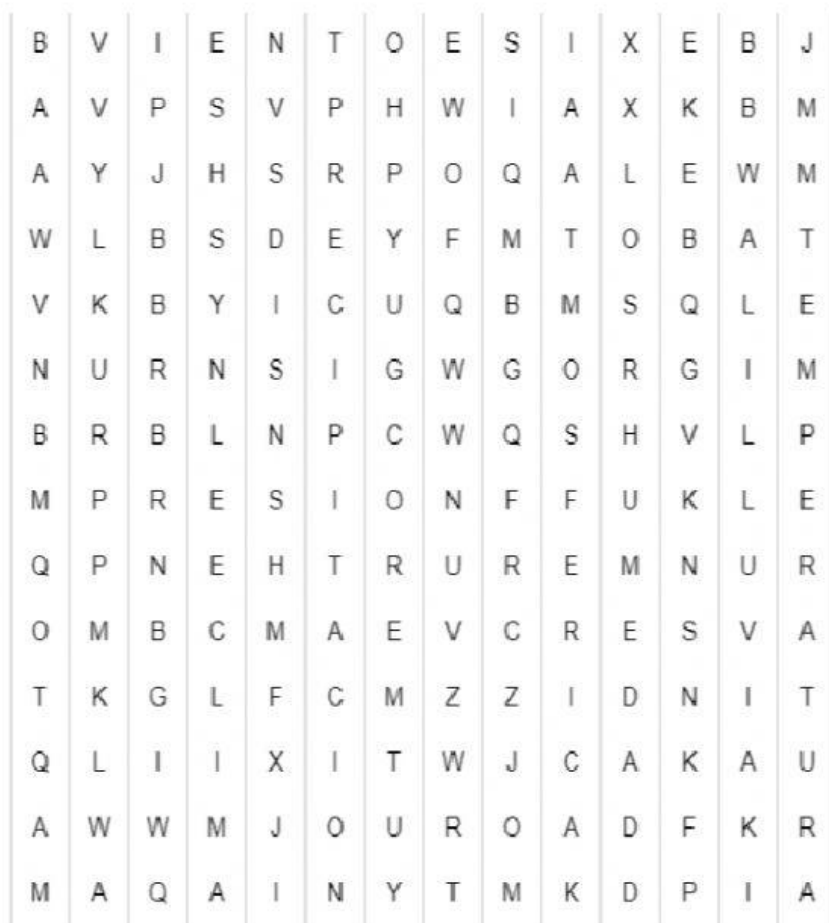 B V I E N T O E S I X E B J
A V P S V P H W I A X K B M
A Y J H S R P O Q A L E W M
W L B S D E Y F M T O B A T
V K B Y I C U Q B M S Q L E
N U R N S I G W G O R G I M
B R B L N P C W Q S H V L P
M P R E S I O N F F U K L E
Q P N E H T R U R E M N U R
O M B C M A E V C R E S V A
T K G L F C M Z Z I D N I T
Q L I I X I T W J C A K A U
A W W M J O U R O A D F K R
M A Q A I N Y T M K D P I A